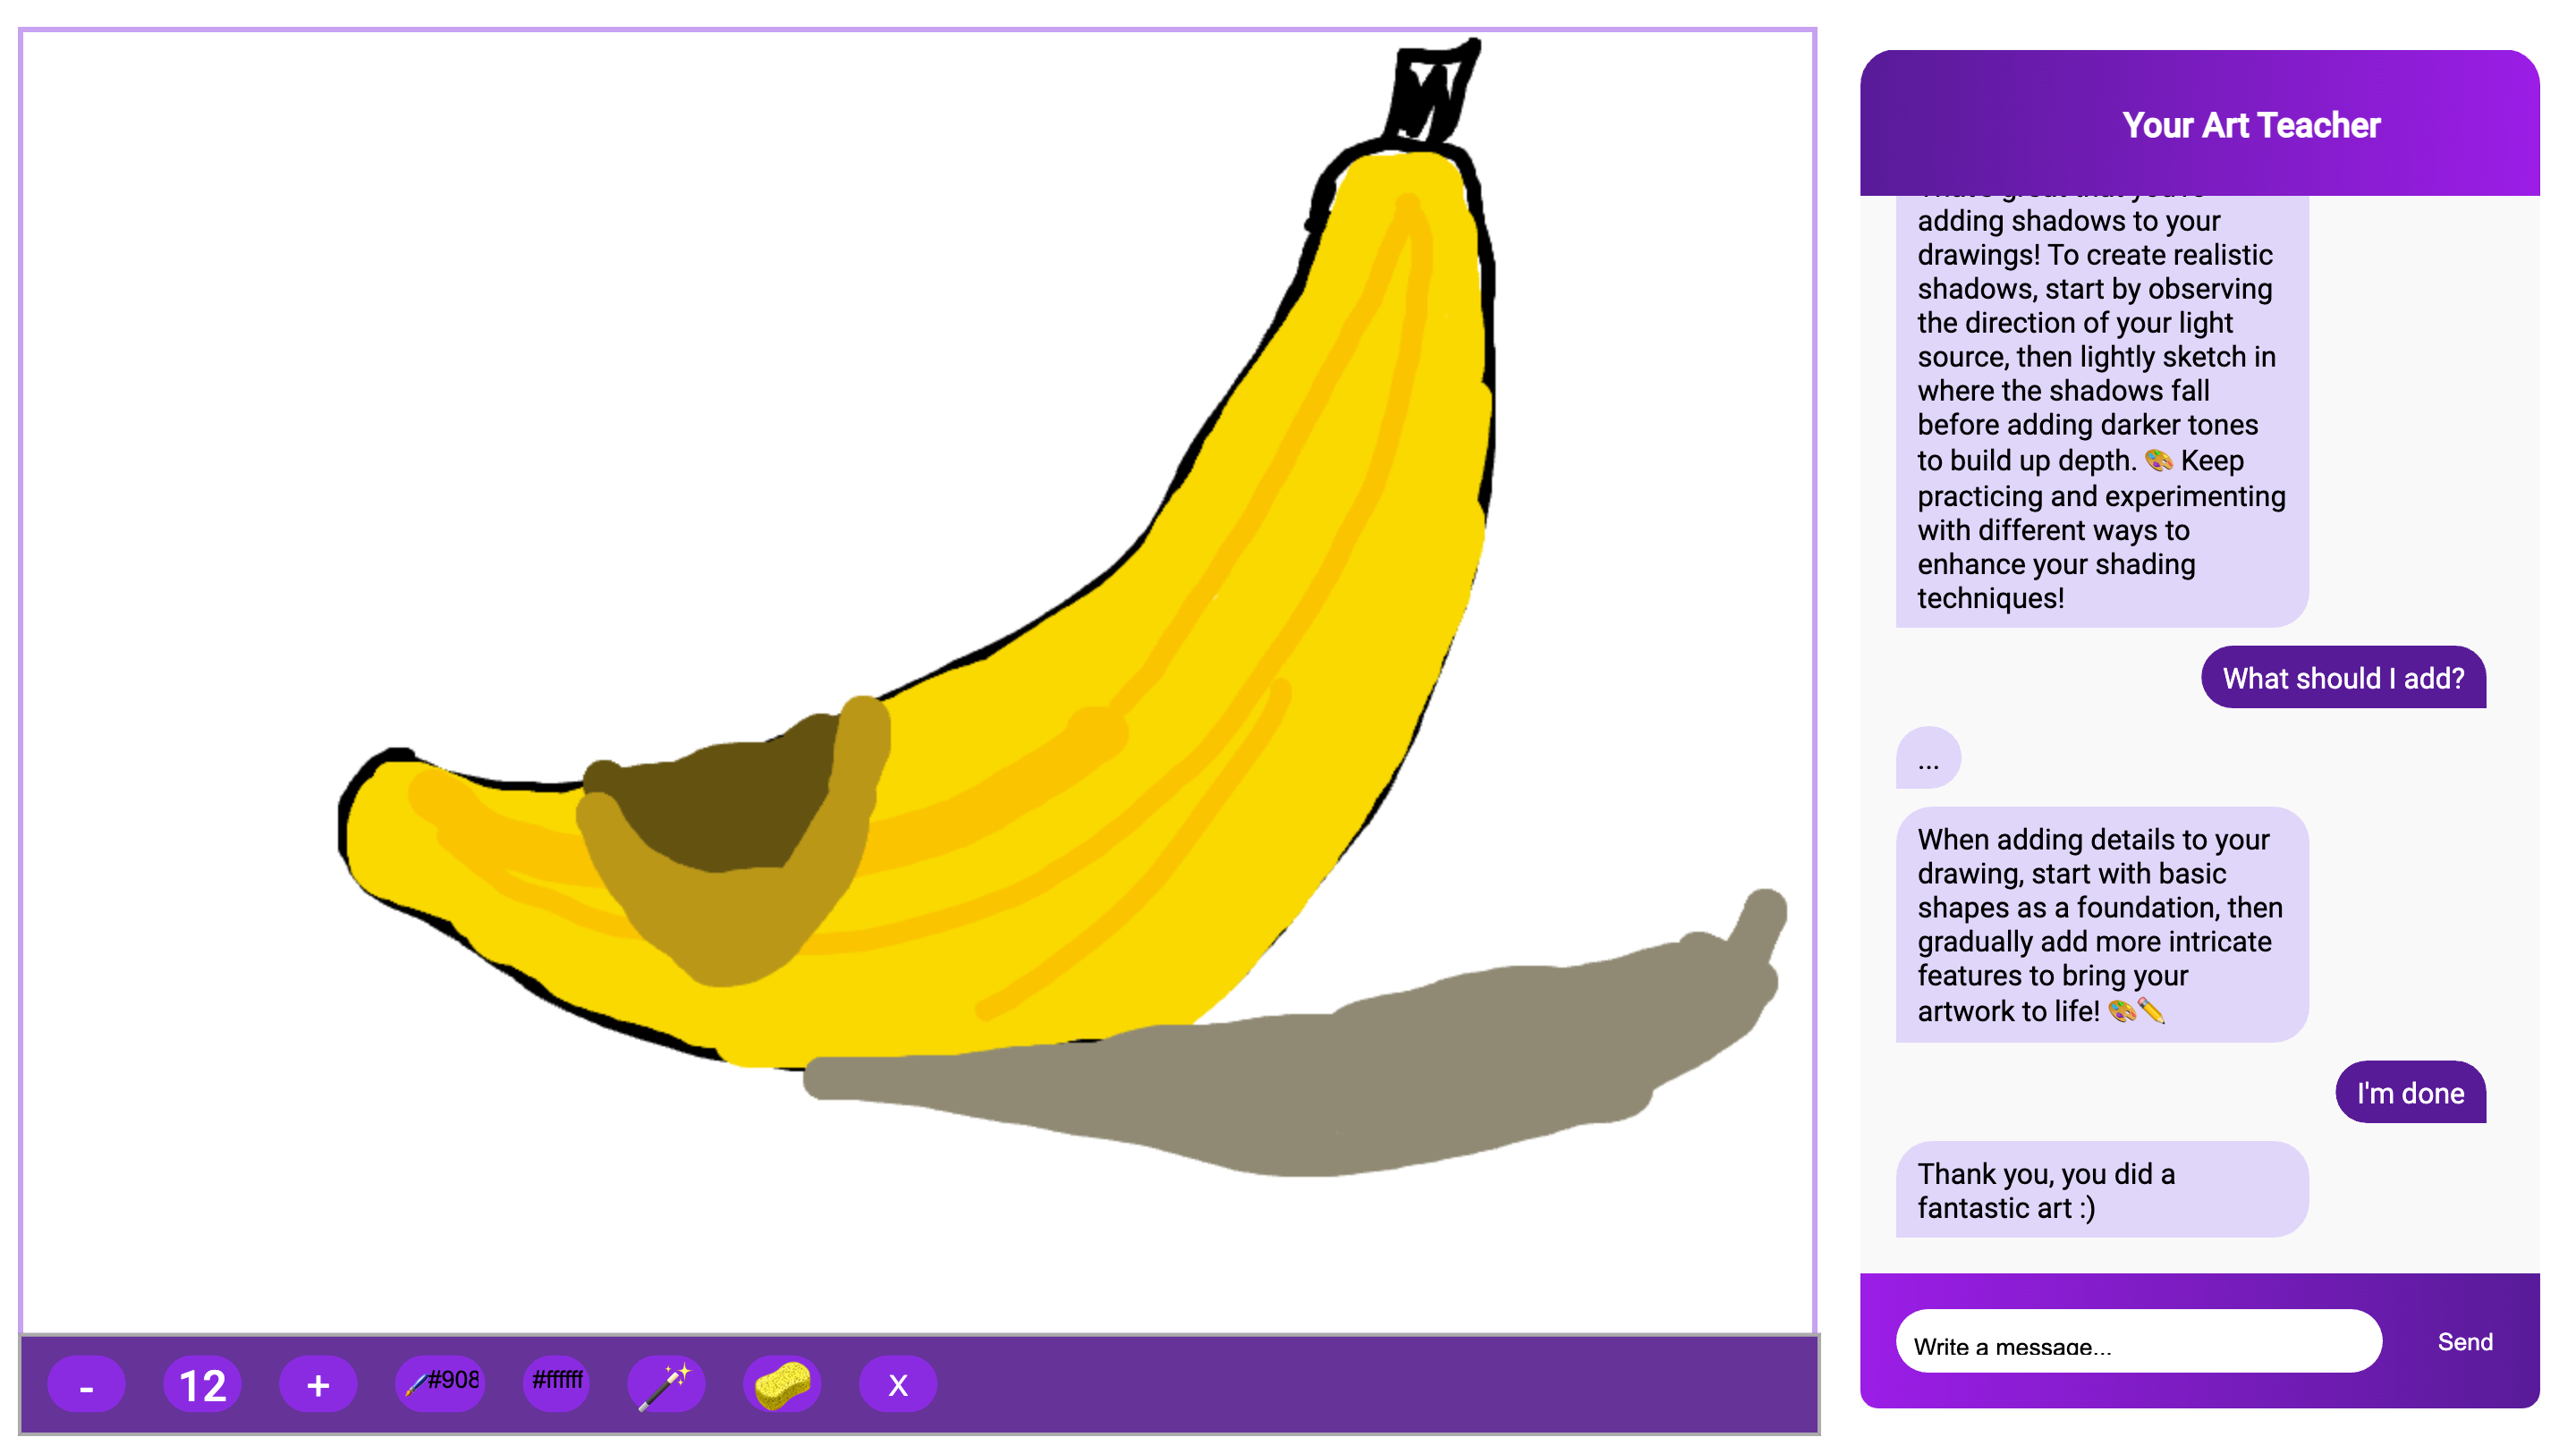 Your Art Teacher
adding shadows to your
drawings! To create realistic
shadows, start by observing
the direction of your light
source, then lightly sketch in
where the shadows fall
before adding darker tones
to build up depth. 🎨 Keep
practicing and experimenting
with different ways to
enhance your shading
techniques!
What should I add?
...
When adding details to your
drawing, start with basic
shapes as a foundation, then
gradually add more intricate
features to bring your
artwork to life! 🎨✏️
I'm done
Thank you, you did a
fantastic art :)
Write a message...
Send
- 12 + #908 #ffffff X